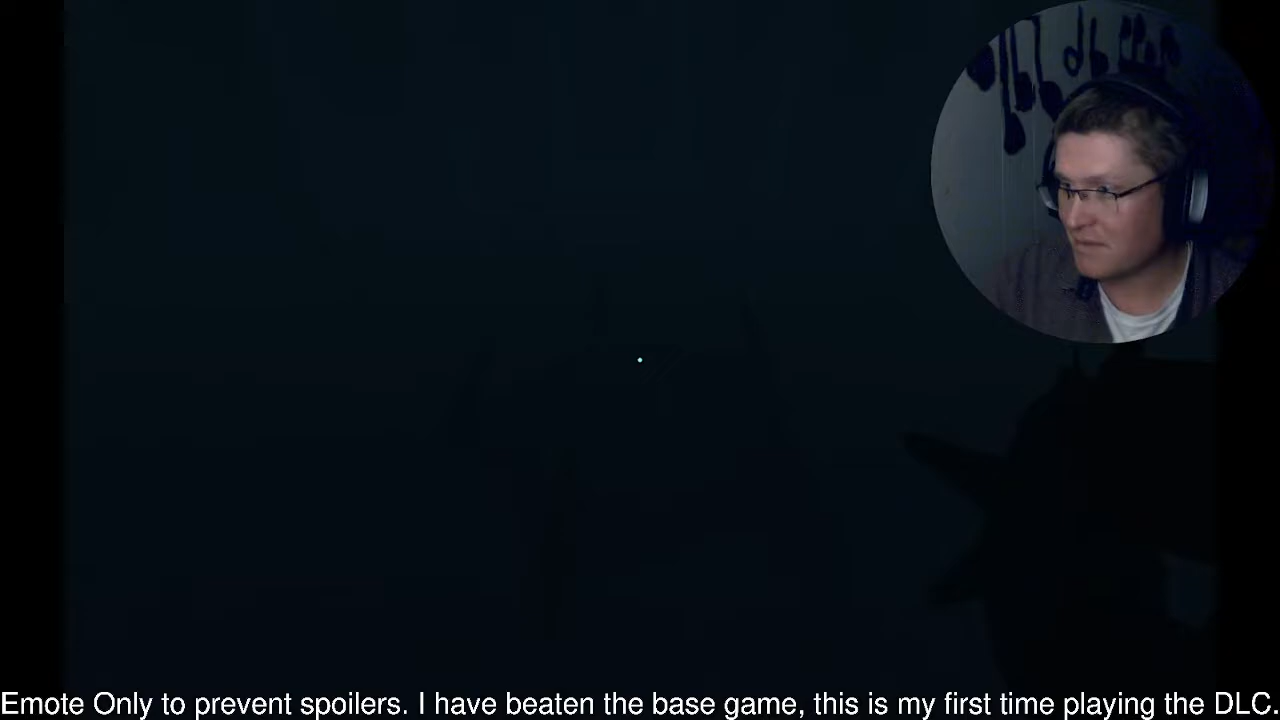 Emote Only to prevent spoilers. I have beaten the base game, this is my first time playing the DLC.